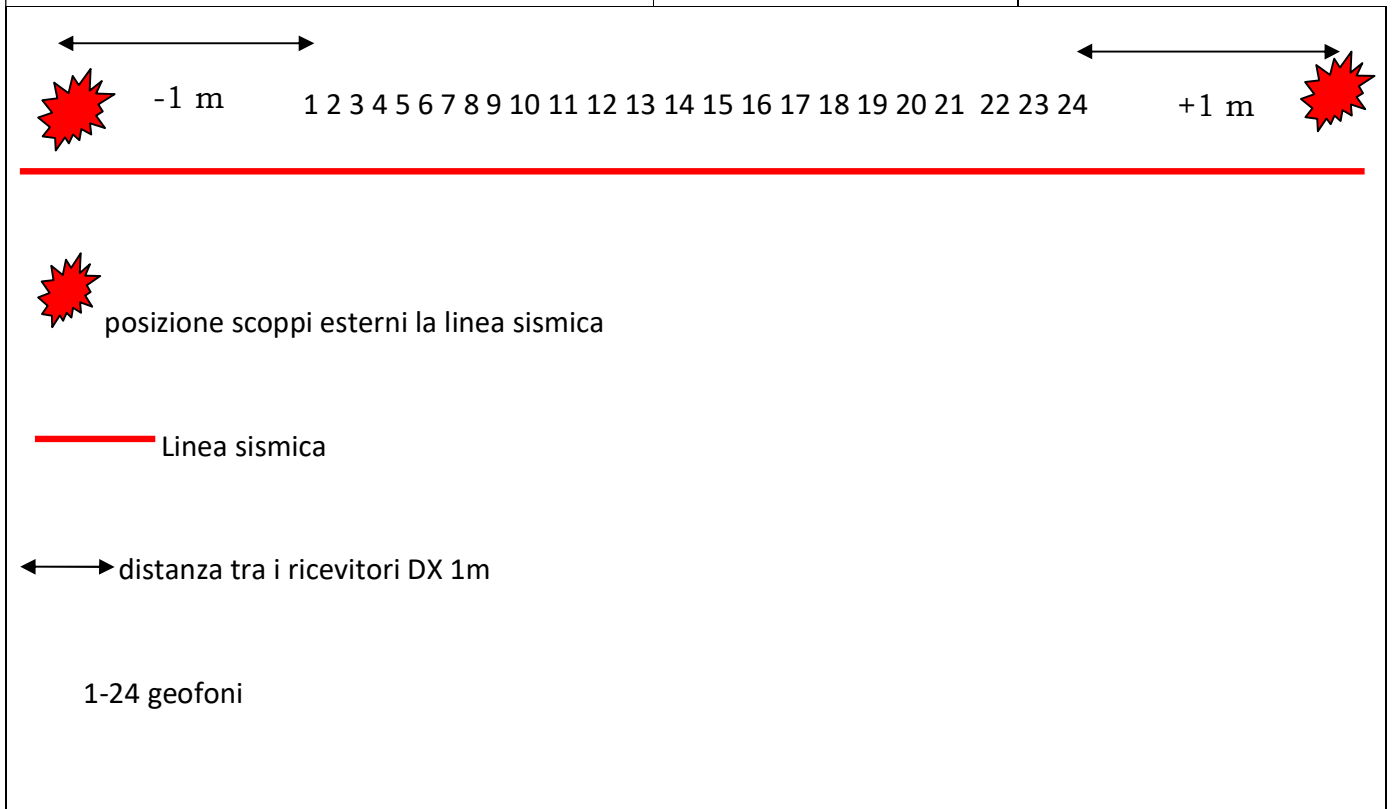 -1 m 1 2 3 4 5 6 7 8 9 10 11 12 13 14 15 16 17 18 19 20 21 22 23 24 +1 m
posizione scoppi esterni la linea sismica
Linea sismica
distanza tra i ricevitori DX 1m
1-24 geofoni